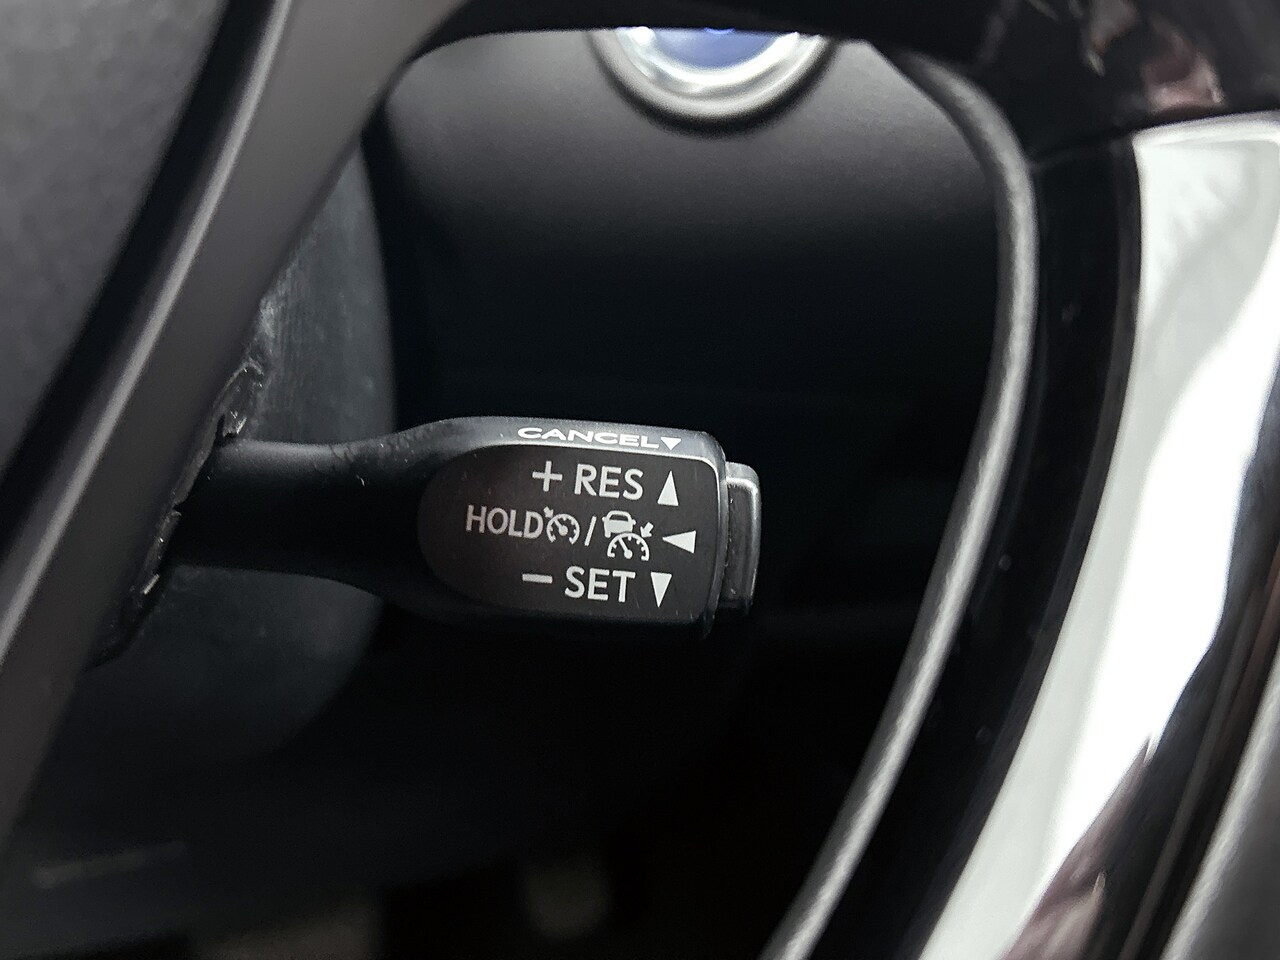 CANCEL▼
+ RES ▲
HOLD / ◀
− SET ▼